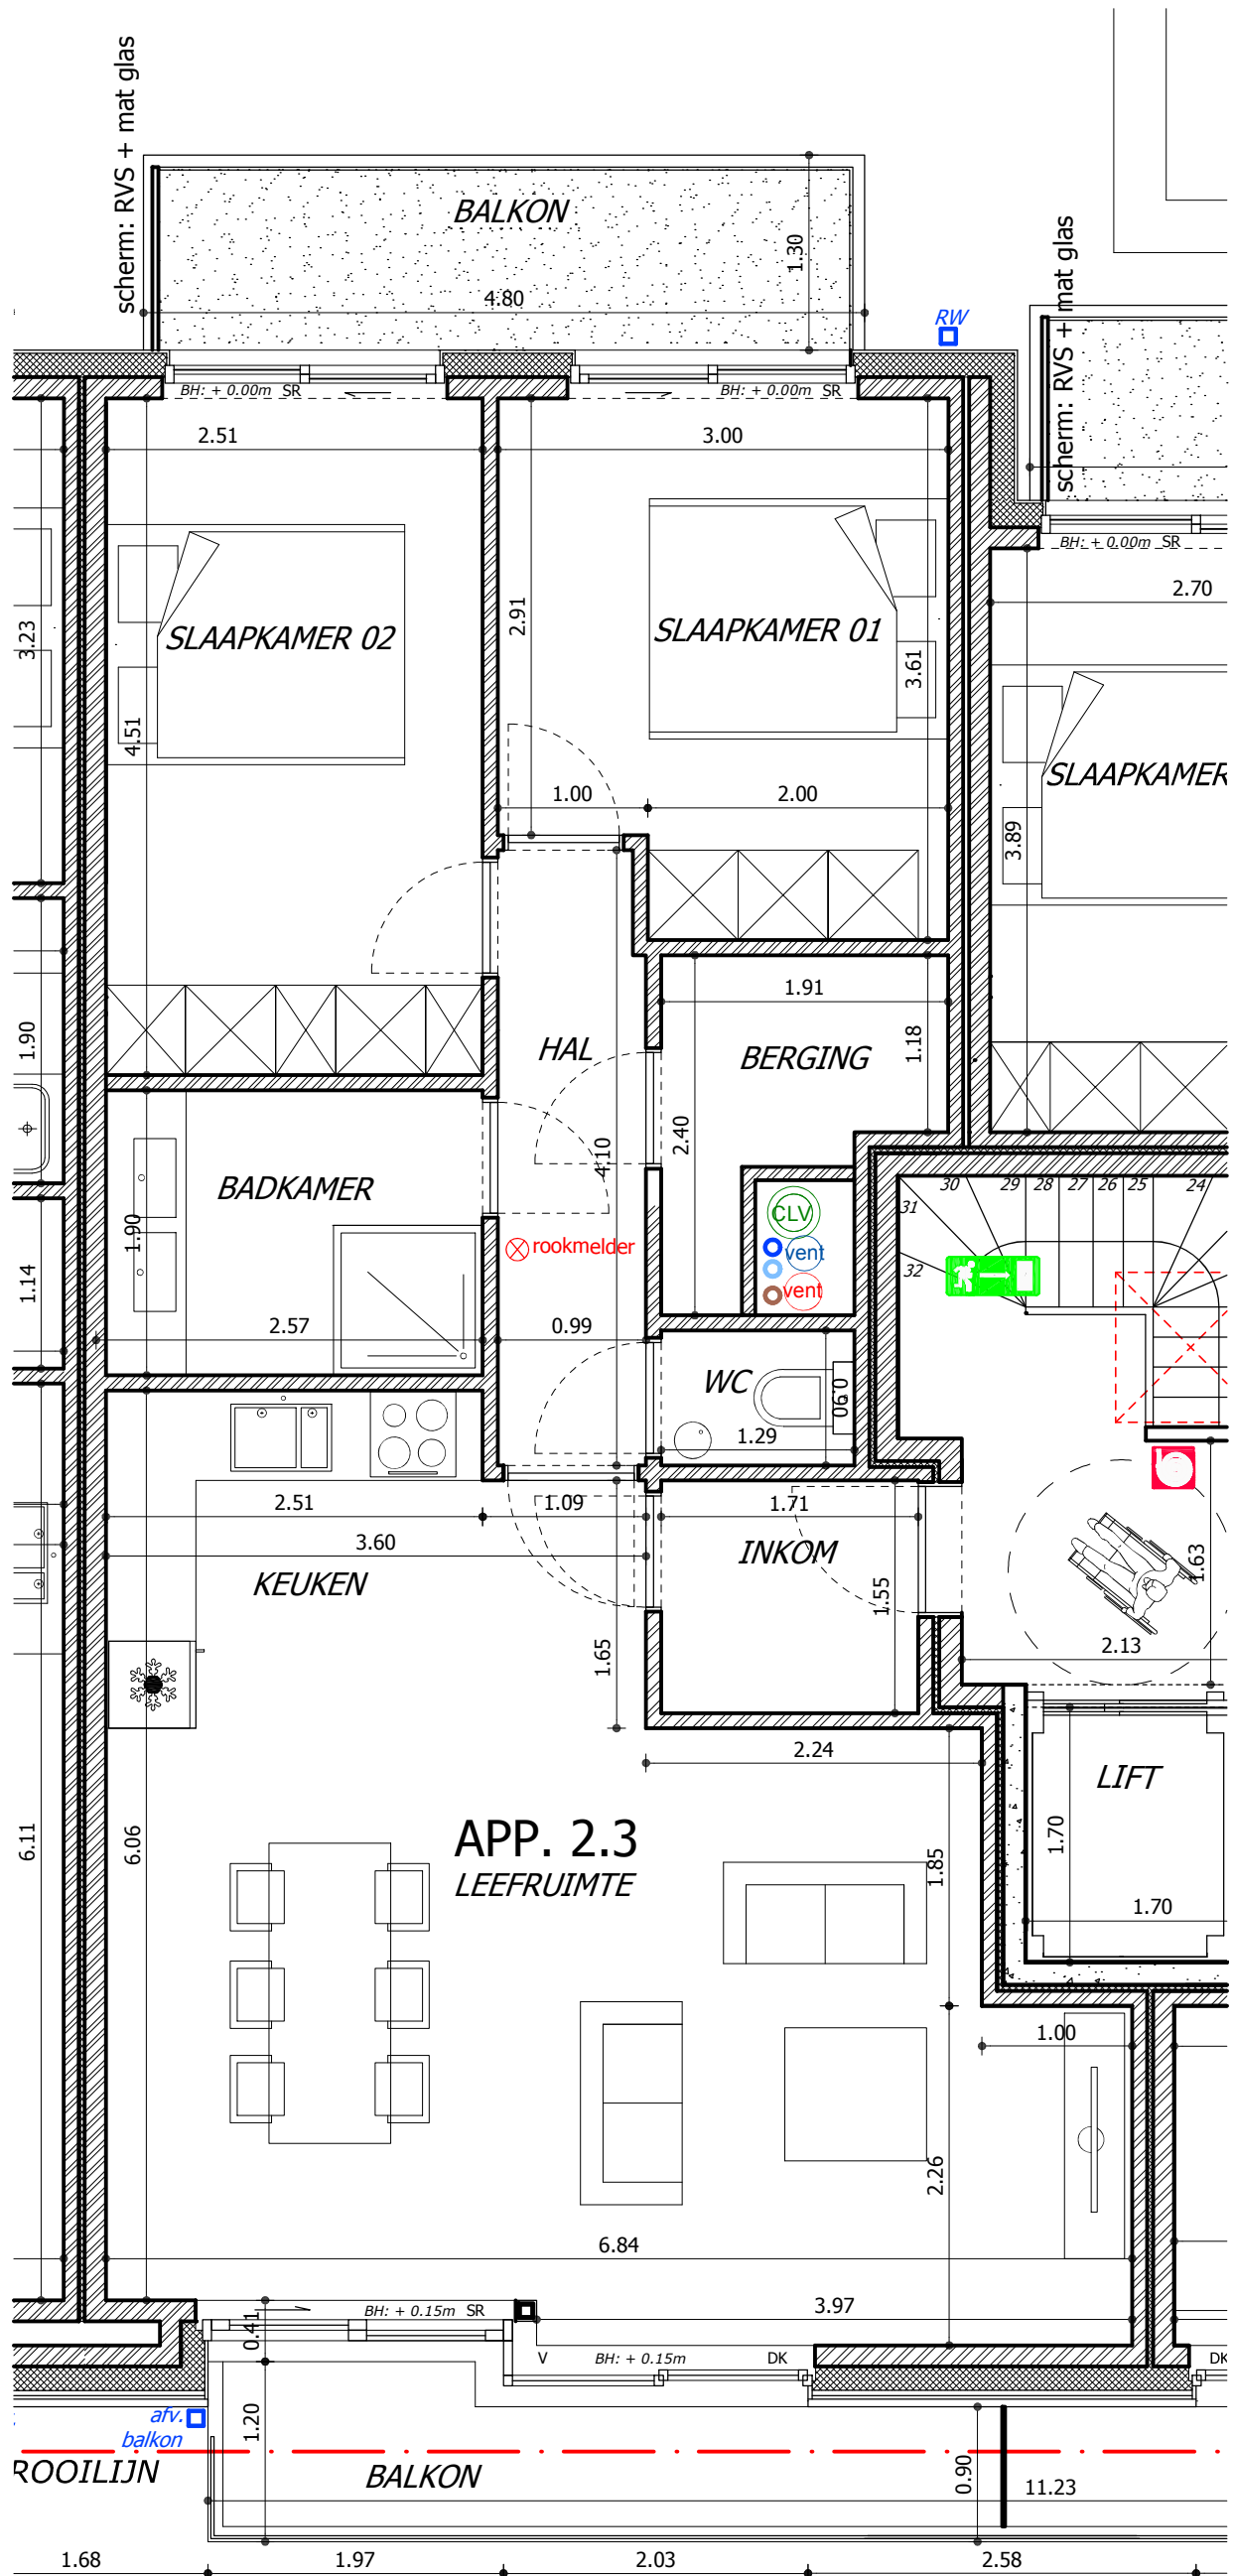 scherm: RVS + mat glas
BALKON
1.30
4.80
RW
scherm: RVS + mat glas
BH: + 0.00m SR
BH: + 0.00m SR
2.51
3.00
BH: + 0.00m SR
2.70
3.23
4.51
SLAAPKAMER 02
2.91
SLAAPKAMER 01
3.61
SLAAPKAMER
3.89
1.00
2.00
1.90
HAL
1.91
BERGING
1.18
2.40
4.10
BADKAMER
1.90
1.14
rookmelder
CLV
vent
vent
31
30
29
28
27
26
25
24
32
2.57
0.99
WC
0.90
1.29
2.51
1.09
1.71
3.60
KEUKEN
INKOM
1.55
1.63
1.65
2.13
2.24
LIFT
1.70
1.70
APP. 2.3
LEEFRUIMTE
1.85
6.11
6.06
1.00
2.26
6.84
0.41
BH: + 0.15m SR
3.97
V
BH: + 0.15m
DK
DK
afv.
balkon
1.20
ROOILIJN
BALKON
0.90
11.23
1.68
1.97
2.03
2.58